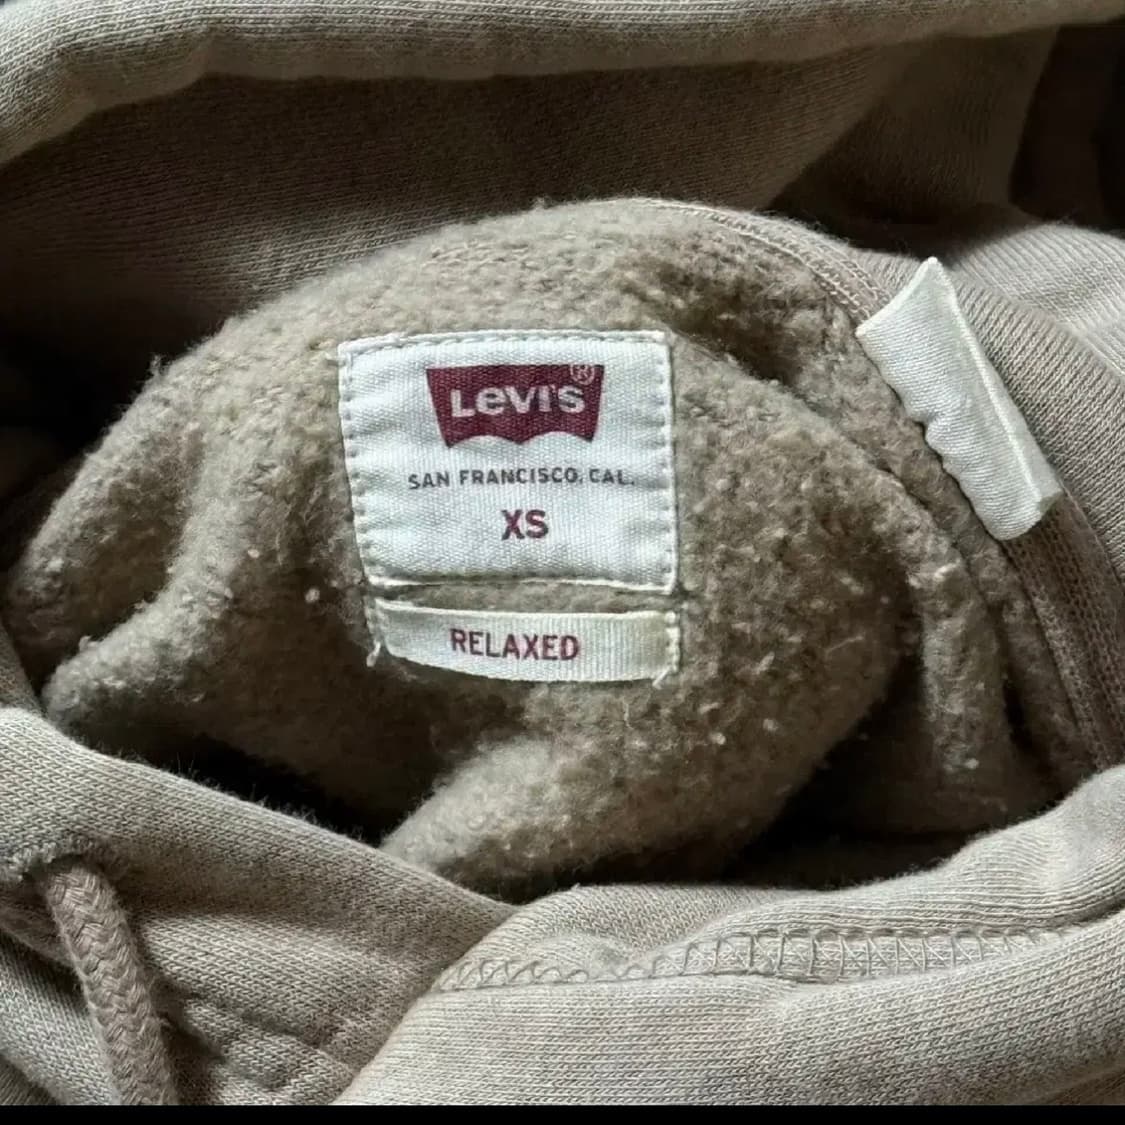 Levi's®
SAN FRANCISCO, CAL.
XS
RELAXED